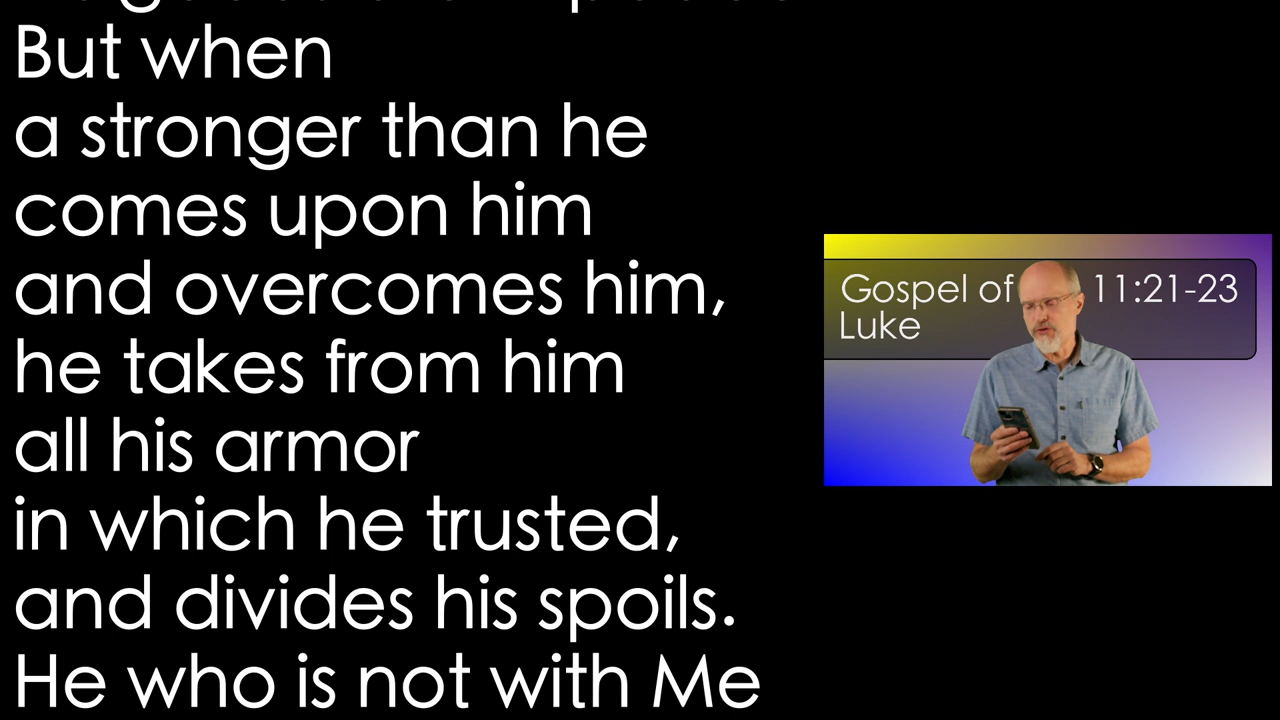 But when
a stronger than he
comes upon him
and overcomes him,
he takes from him
all his armor
in which he trusted,
and divides his spoils.
He who is not with Me
Gospel of 11:21-23
Luke